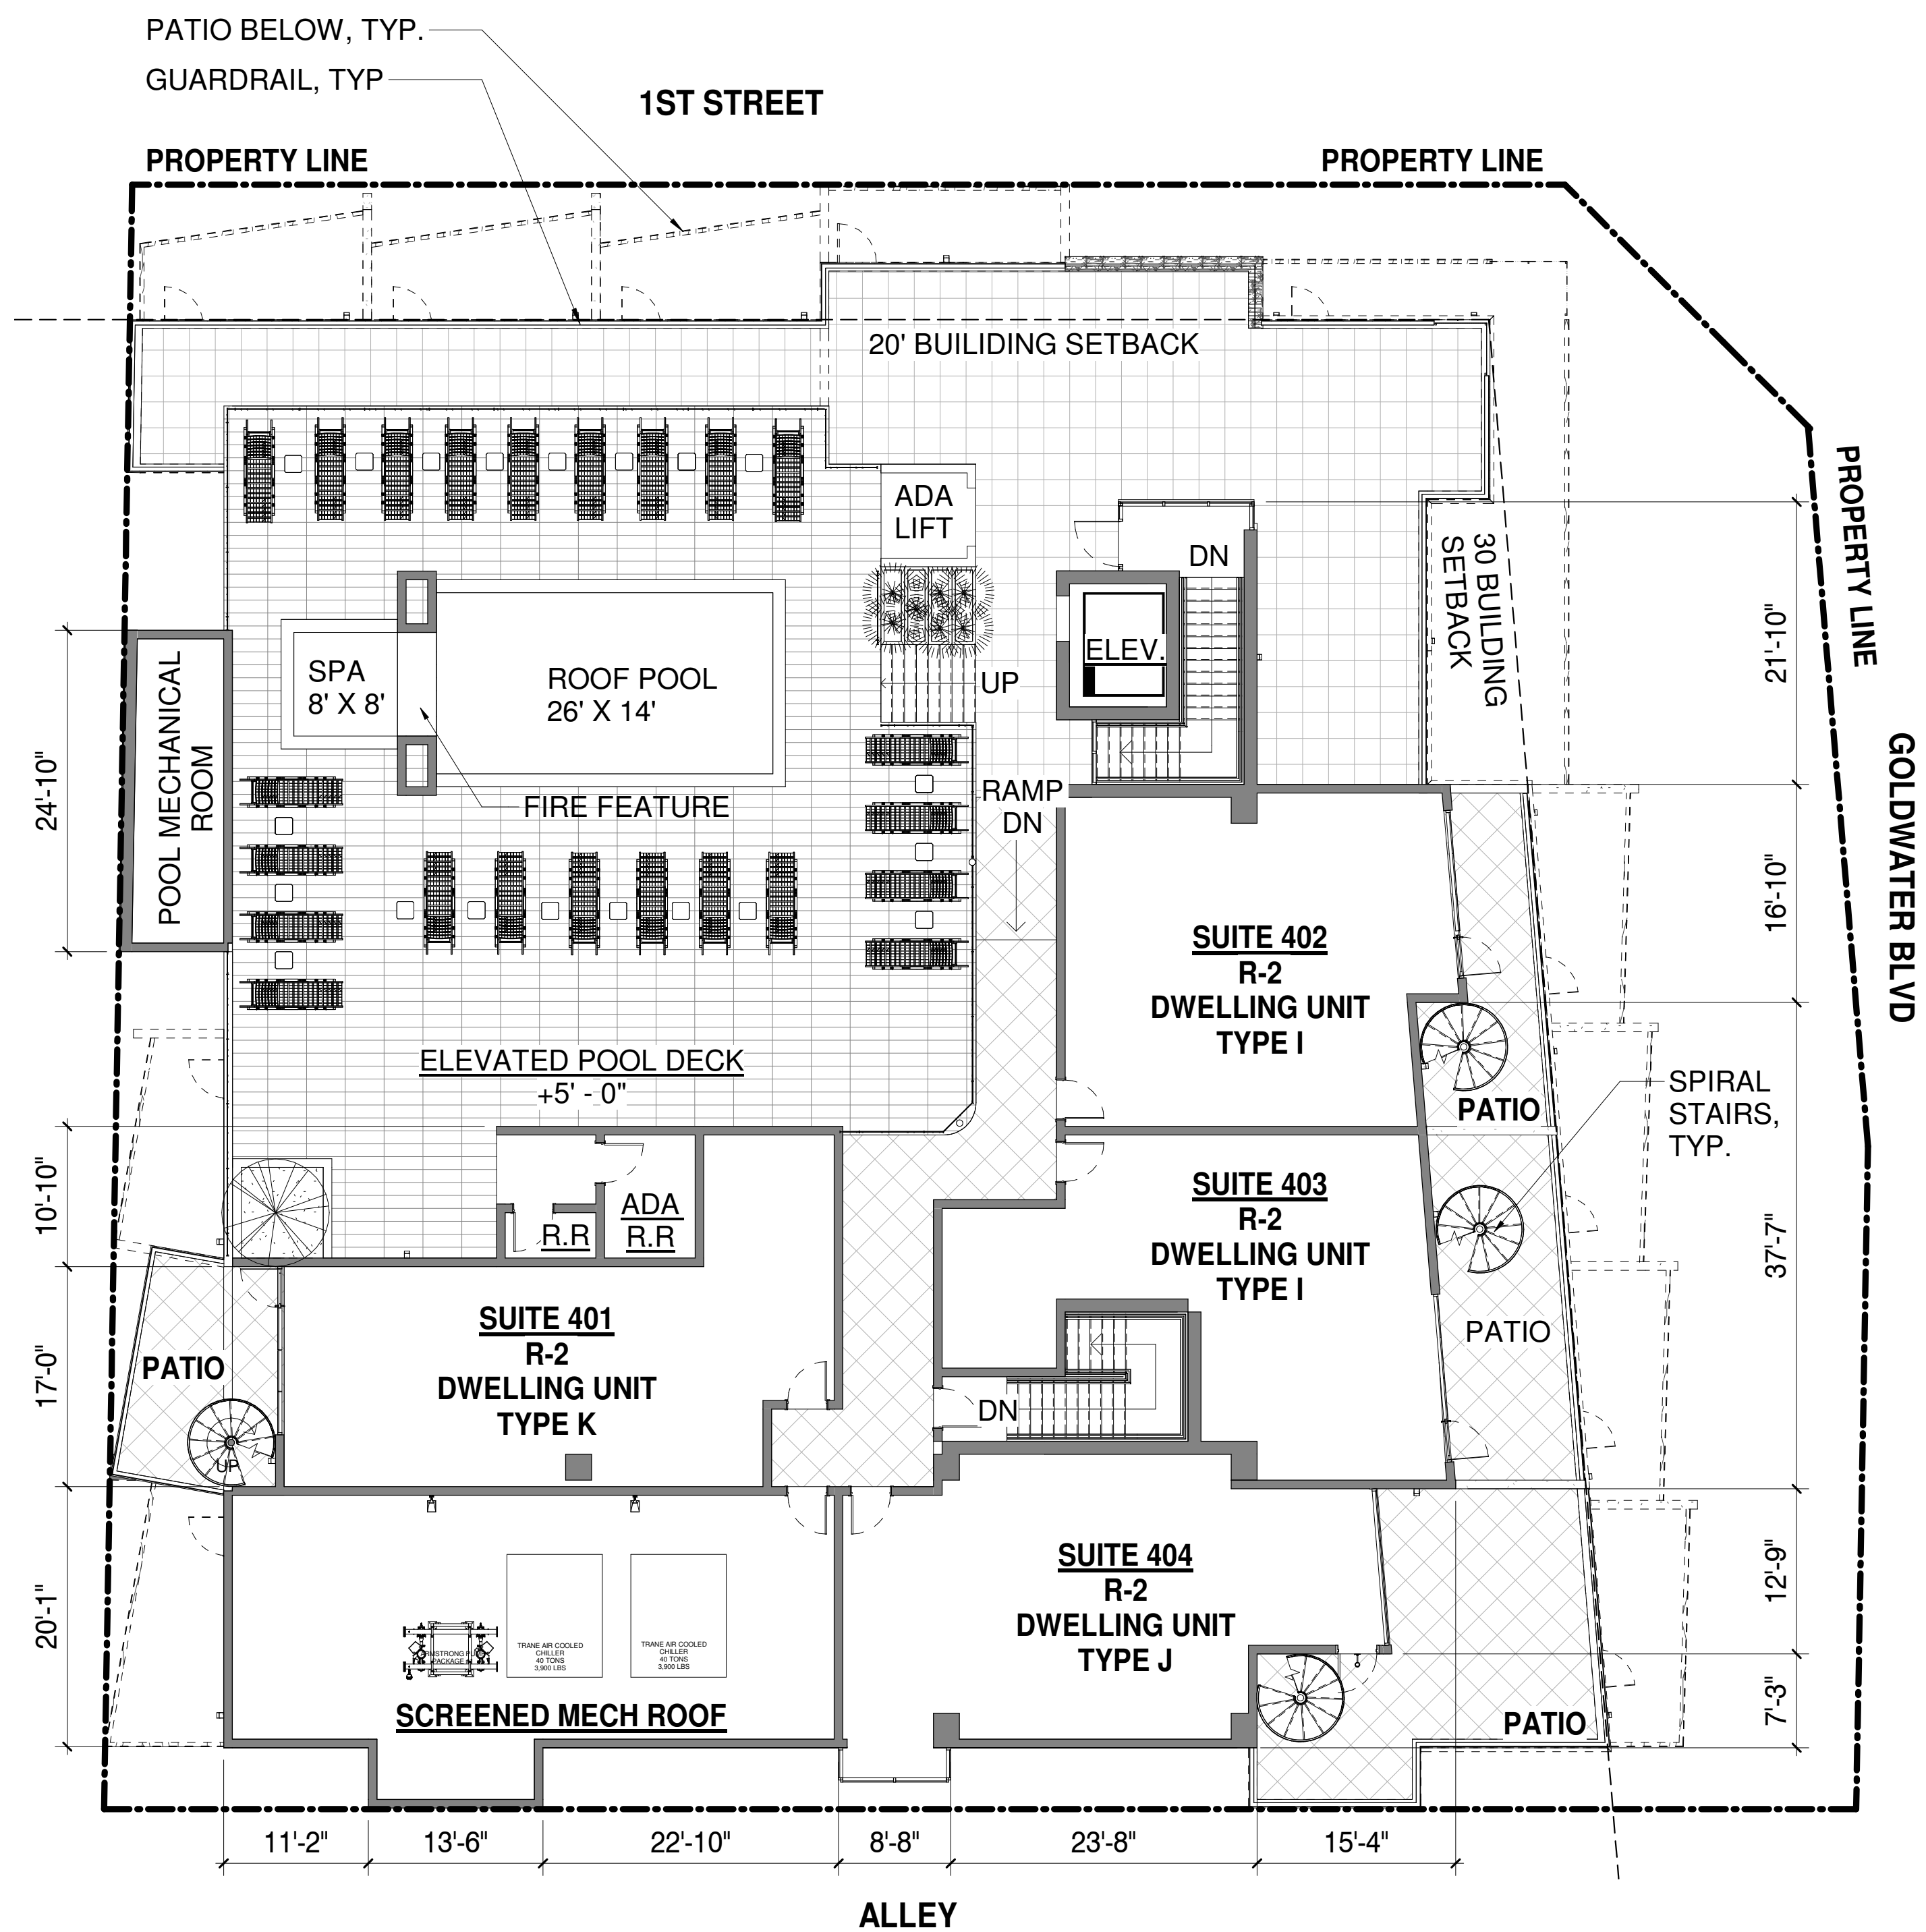 PATIO BELOW, TYP.
GUARDRAIL, TYP
1ST STREET
PROPERTY LINE
PROPERTY LINE
20' BUILIDING SETBACK
PROPERTY LINE
ADA
LIFT
DN
30 BUILDING
SETBACK
21'-10"
ELEV.
SPA
8' X 8'
ROOF POOL
26' X 14'
UP
POOL MECHANICAL
ROOM
24'-10"
FIRE FEATURE
RAMP
DN
GOLDWATER BLVD
16'-10"
SUITE 402
R-2
DWELLING UNIT
TYPE I
ELEVATED POOL DECK
+5' - 0"
PATIO
SPIRAL
STAIRS,
TYP.
10'-10"
R.R
ADA
R.R
SUITE 403
R-2
DWELLING UNIT
TYPE I
37'-7"
SUITE 401
R-2
DWELLING UNIT
TYPE K
PATIO
17'-0"
PATIO
UP
DN
20'-1"
SUITE 404
R-2
DWELLING UNIT
TYPE J
12'-9"
TRANE AIR COOLED
CHILLER
40 TONS
3,900 LBS
TRANE AIR COOLED
CHILLER
40 TONS
3,900 LBS
PACKAGE
SCREENED MECH ROOF
PATIO
7'-3"
11'-2"
13'-6"
22'-10"
8'-8"
23'-8"
15'-4"
ALLEY